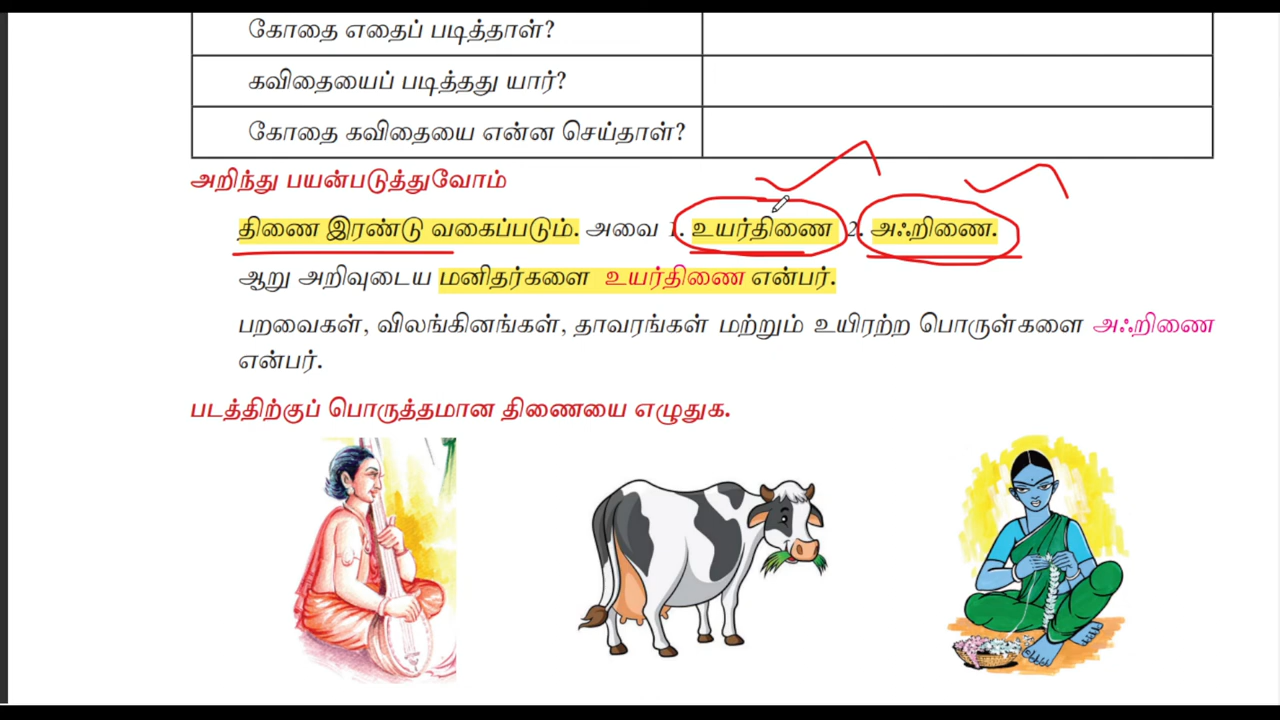 கோதை எதைப் படித்தாள்?
கவிதையைப் படித்தது யார்?
கோதை கவிதையை என்ன செய்தாள்?
அறிந்து பயன்படுத்துவோம்
திணை இரண்டு வகைப்படும். அவை 1. உயர்திணை 2. அஃறிணை.
ஆறு அறிவுடைய மனிதர்களை உயர்திணை என்பர்.
பறவைகள், விலங்கினங்கள், தாவரங்கள் மற்றும் உயிரற்ற பொருள்களை அஃறிணை
என்பர்.
படத்திற்குப் பொருத்தமான திணையை எழுதுக.